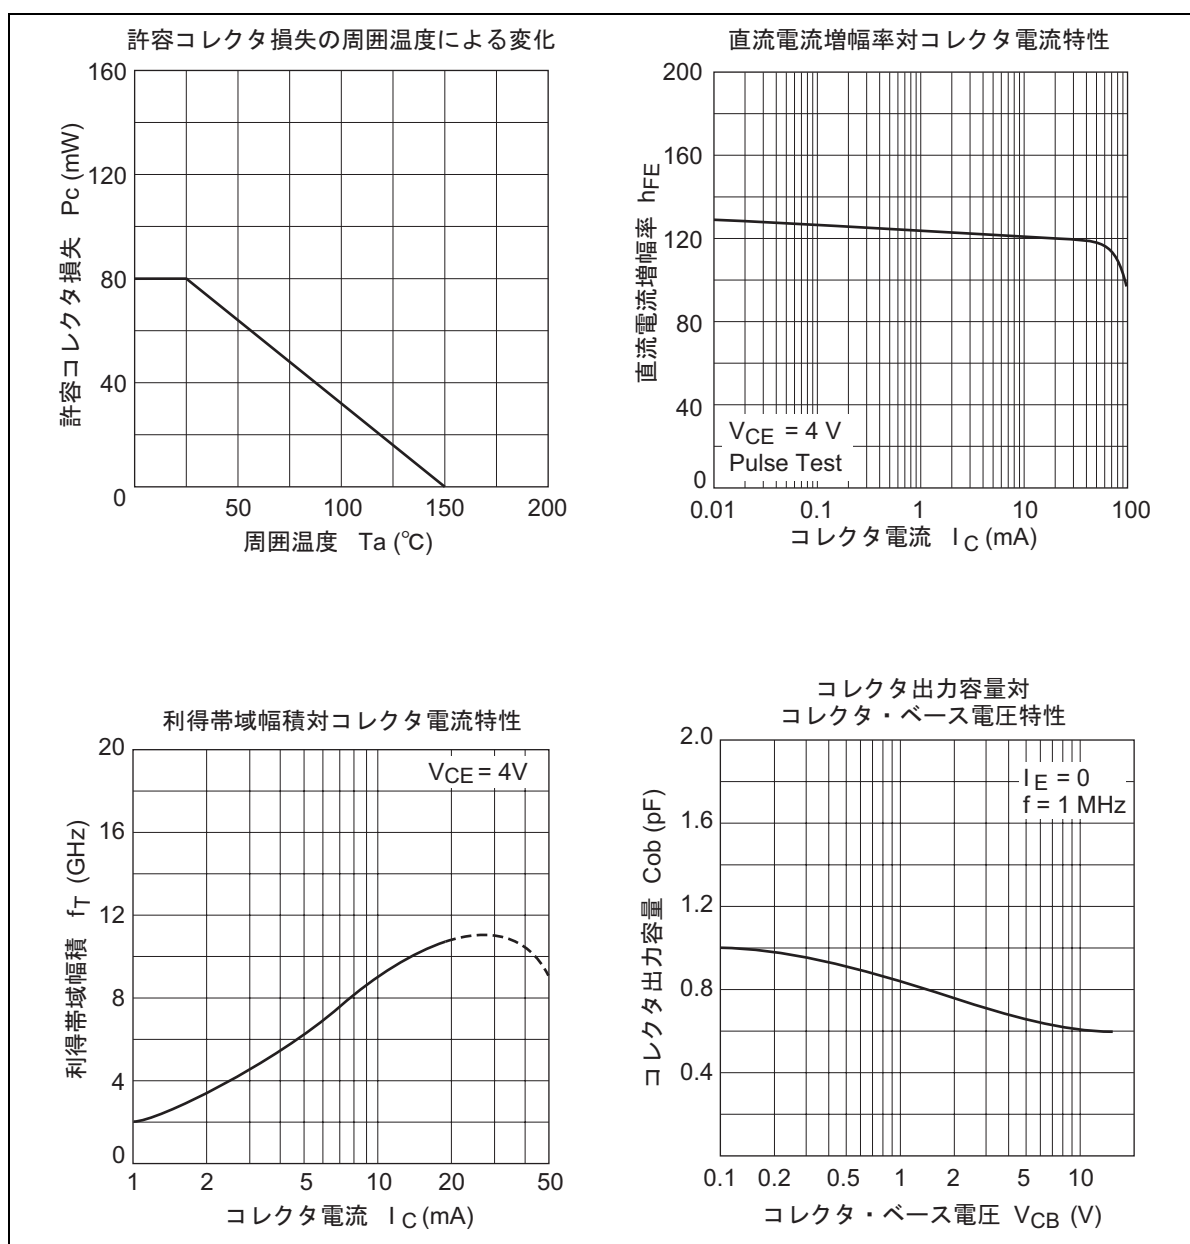 許容コレクタ損失の周囲温度による変化
160
120
80
40
0
50 100 150 200
許容コレクタ損失 Pc (mW)
周囲温度 Ta (℃)
直流電流増幅率対コレクタ電流特性
200
160
120
80
40
0
0.01 0.1 1 10 100
直流電流増幅率 hFE
VCE = 4 V
Pulse Test
コレクタ電流 IC (mA)
利得帯域幅積対コレクタ電流特性
20
16
12
8
4
0
1 2 5 10 20 50
利得帯域幅積 fT (GHz)
VCE = 4V
コレクタ電流 IC (mA)
コレクタ出力容量対
コレクタ・ベース電圧特性
2.0
1.6
1.2
0.8
0.4
0.1 0.2 0.5 1 2 5 10
コレクタ出力容量 Cob (pF)
IE = 0
f = 1 MHz
コレクタ・ベース電圧 VCB (V)